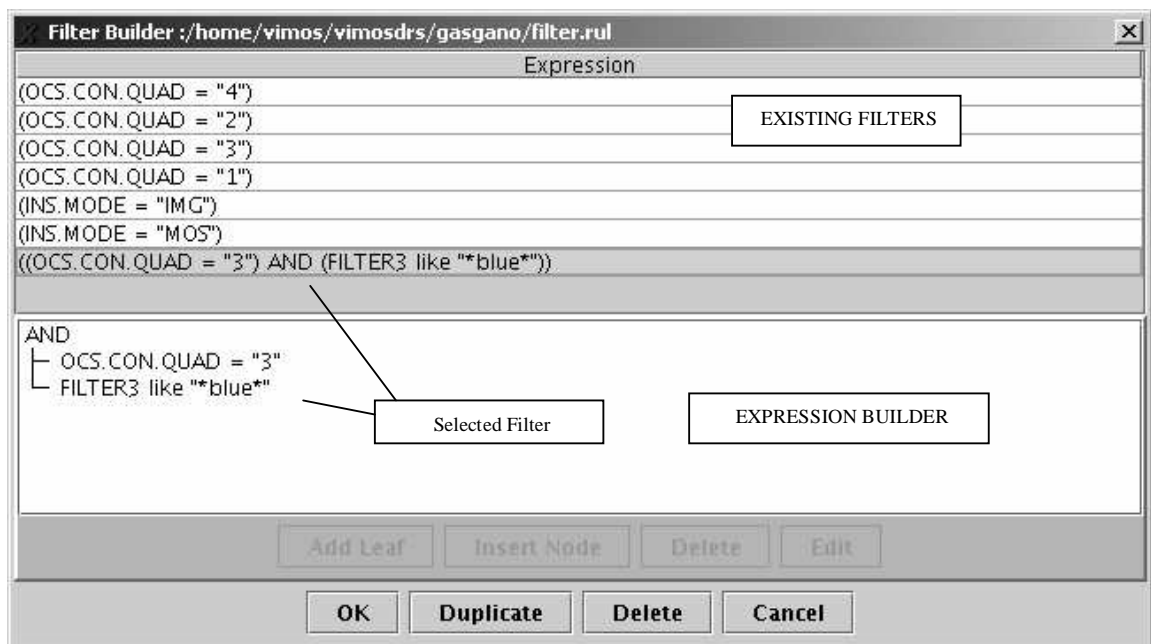 Filter Builder :/home/vimos/vimosdrs/gasgano/filter.rul
Expression
(OCS.CON.QUAD = "4")
EXISTING FILTERS
(OCS.CON.QUAD = "2")
(OCS.CON.QUAD = "3")
(OCS.CON.QUAD = "1")
(INS.MODE = "IMG")
(INS.MODE = "MOS")
((OCS.CON.QUAD = "3") AND (FILTER3 like "*blue*"))
AND
OCS.CON.QUAD = "3"
FILTER3 like "*blue*"
Selected Filter
EXPRESSION BUILDER
Add Leaf Insert Node Delete Edit
OK Duplicate Delete Cancel